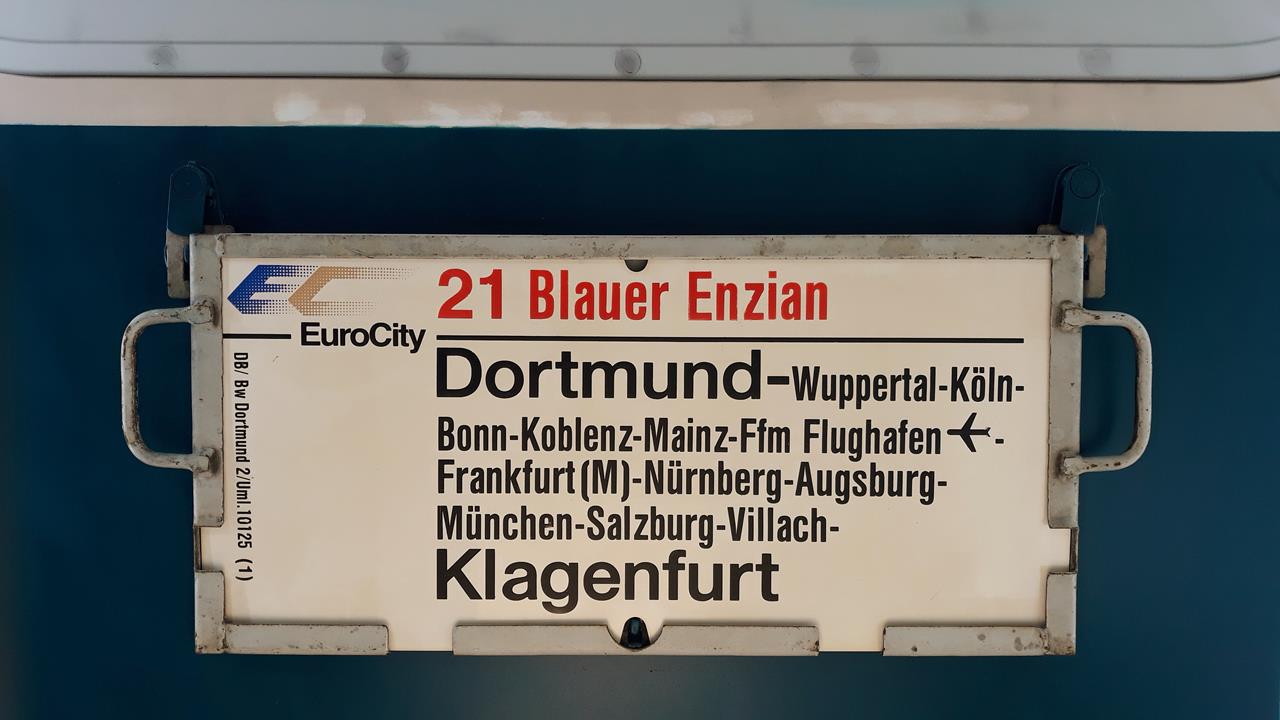 EC
EuroCity
21 Blauer Enzian
Dortmund-Wuppertal-Köln-
Bonn-Koblenz-Mainz-Ffm Flughafen -
Frankfurt(M)-Nürnberg-Augsburg-
München-Salzburg-Villach-
Klagenfurt
DB/ Bw Dortmund 2/Uml.10125 (1)